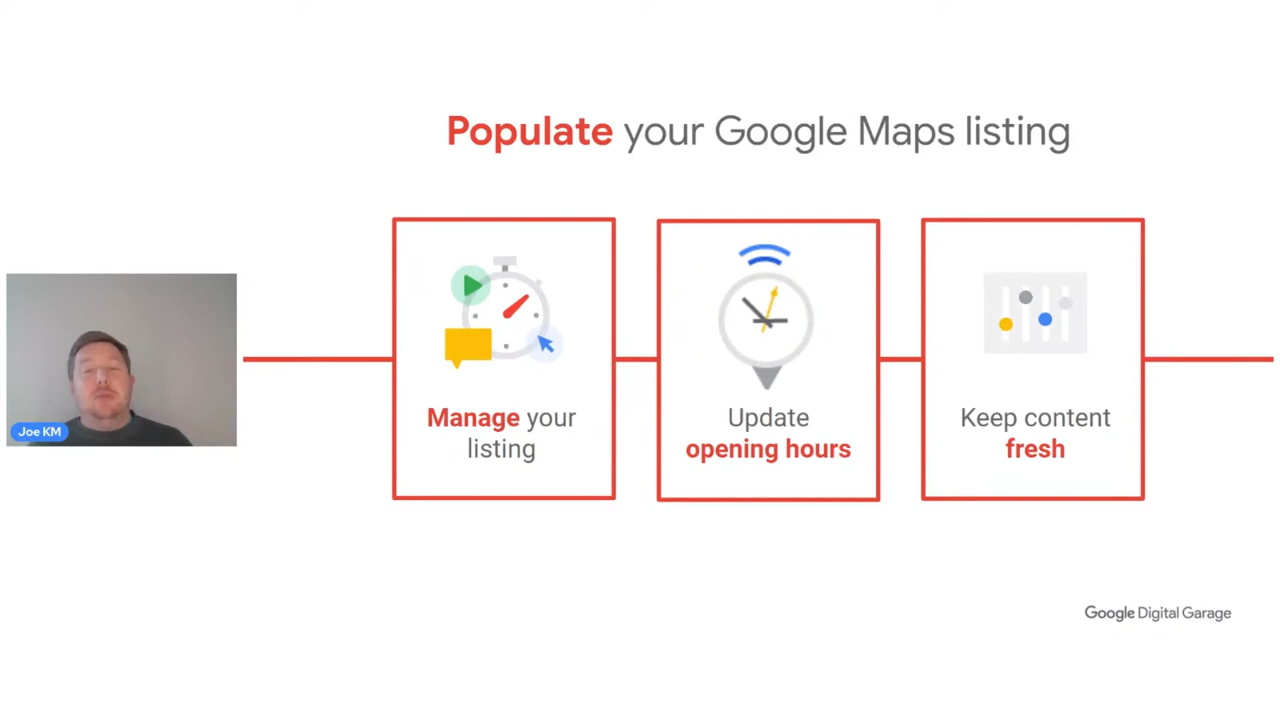 Populate your Google Maps listing
Joe KM
Manage your
listing
Update
opening hours
Keep content
fresh
Google Digital Garage